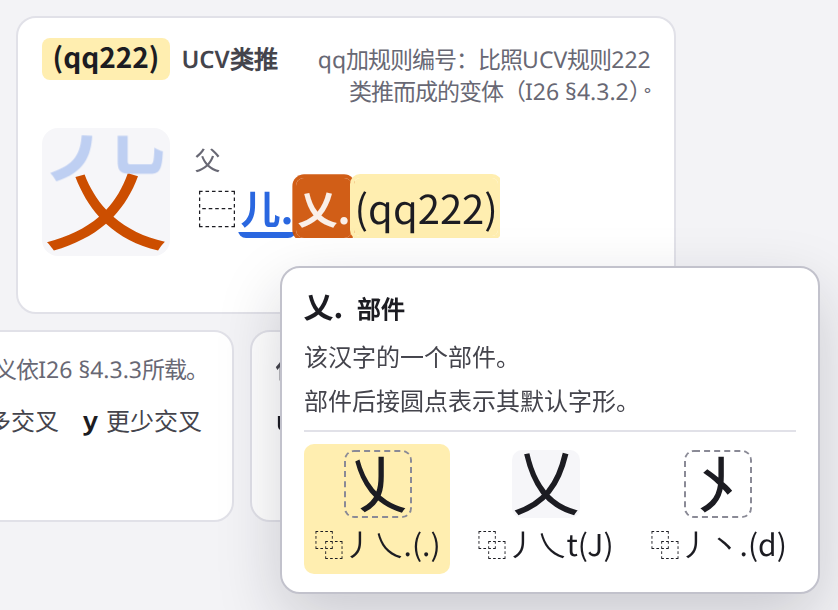 (qq222) UCV类推 qq加规则编号：比照UCV规则222
类推而成的变体（I26 §4.3.2）。
父
⿱㇓乚.乂.(qq222)
义依I26 §4.3.3所载。
多交叉 y 更少交叉
乂. 部件
该汉字的一个部件。
部件后接圆点表示其默认字形。
⿻丿㇏.(.) ⿻丿㇏t(J) ⿻丿丶.(d)